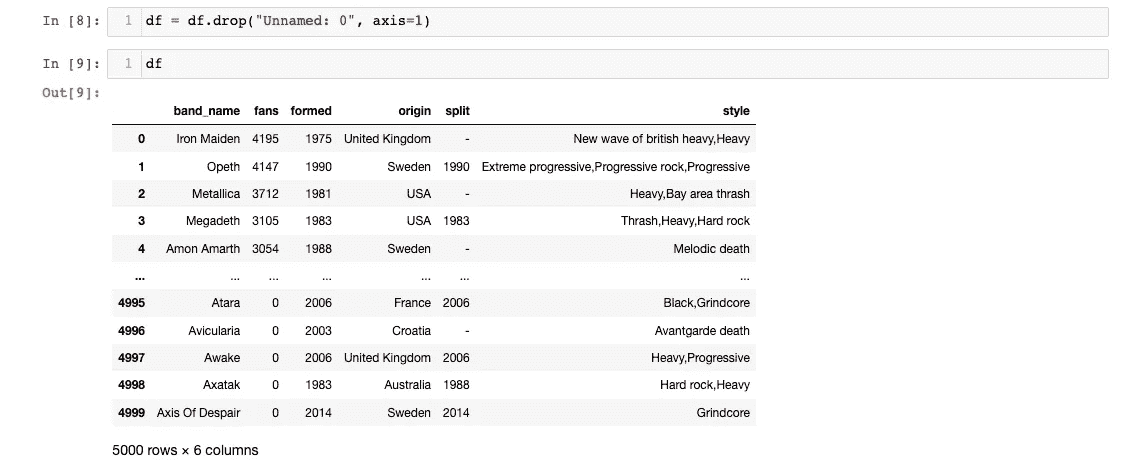 In [8]: 1 df = df.drop("Unnamed: 0", axis=1)
In [9]: 1 df
Out[9]:
band_name fans formed origin split style
0 Iron Maiden 4195 1975 United Kingdom - New wave of british heavy,Heavy
1 Opeth 4147 1990 Sweden 1990 Extreme progressive,Progressive rock,Progressive
2 Metallica 3712 1981 USA - Heavy,Bay area thrash
3 Megadeth 3105 1983 USA 1983 Thrash,Heavy,Hard rock
4 Amon Amarth 3054 1988 Sweden - Melodic death
... ... ... ... ... ... ...
4995 Atara 0 2006 France 2006 Black,Grindcore
4996 Avicularia 0 2003 Croatia - Avantgarde death
4997 Awake 0 2006 United Kingdom 2006 Heavy,Progressive
4998 Axatak 0 1983 Australia 1988 Hard rock,Heavy
4999 Axis Of Despair 0 2014 Sweden 2014 Grindcore
5000 rows × 6 columns